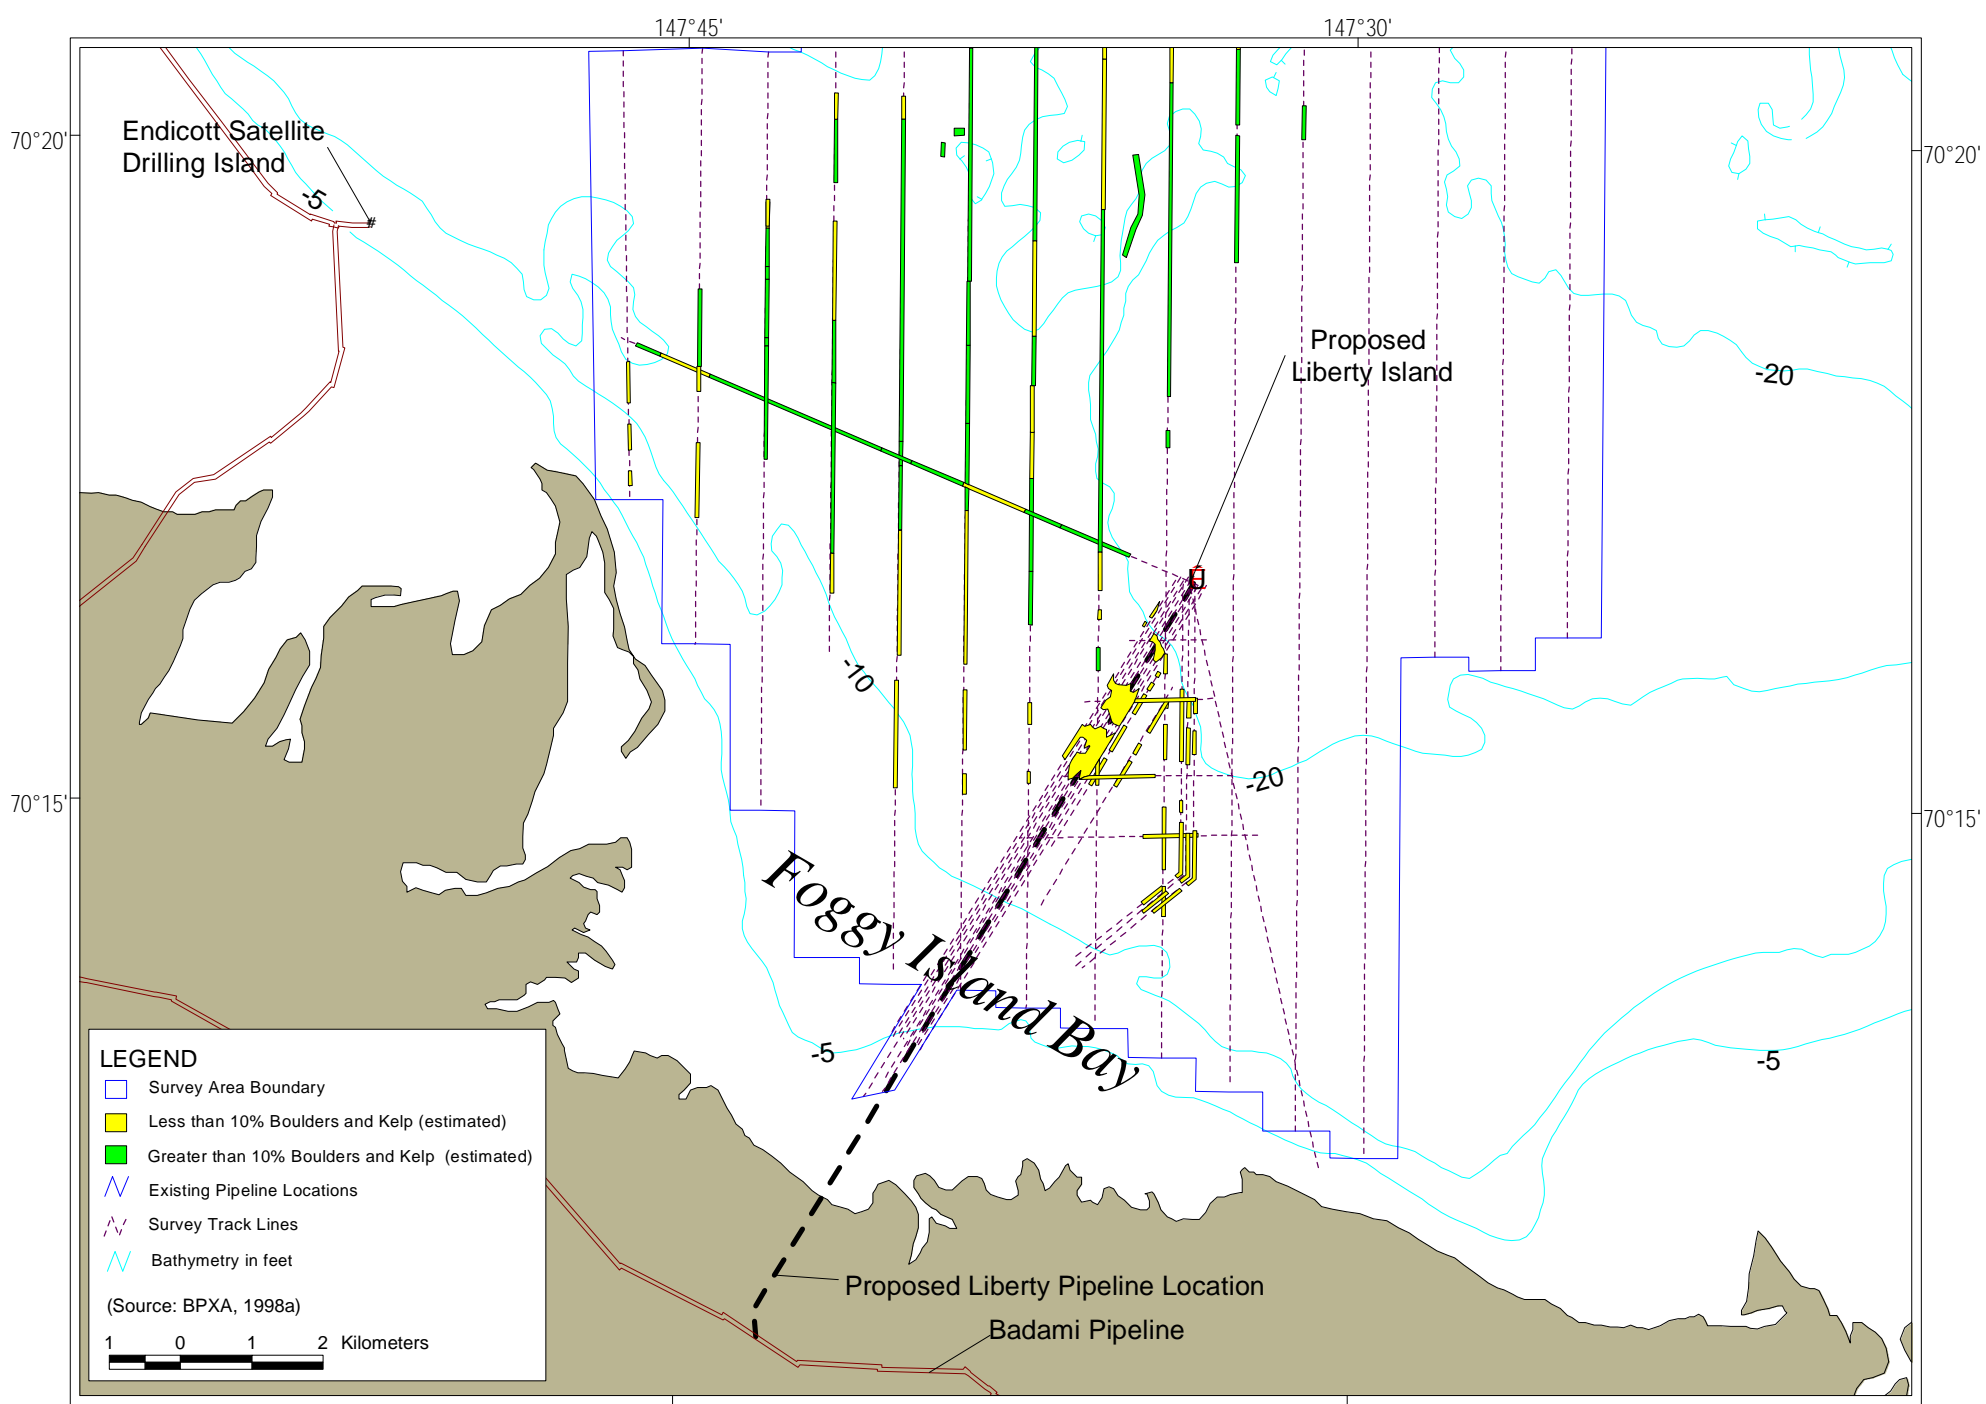 147°45'
147°30'
70°20'
70°20'
Endicott Satellite
Drilling Island
-5
#
Proposed
Liberty Island
-20
-10
-20
70°15'
70°15'
Foggy Island Bay
-5
-5
LEGEND
Survey Area Boundary
Less than 10% Boulders and Kelp (estimated)
Greater than 10% Boulders and Kelp (estimated)
Existing Pipeline Locations
Survey Track Lines
Bathymetry in feet
(Source: BPXA, 1998a)
1 0 1 2 Kilometers
Proposed Liberty Pipeline Location
Badami Pipeline